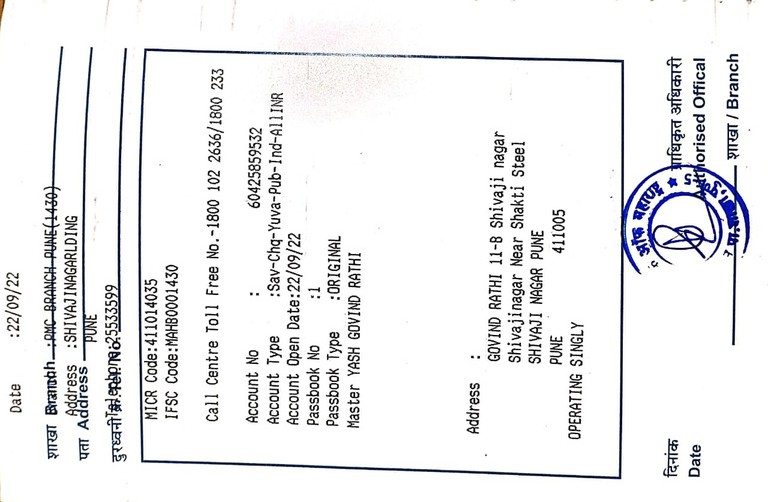 Date :22/09/22
शाखा Branch :PMC BRANCH PUNE(1430)
Address :SHIVAJINAGARLDING
पता Address PUNE
दुरध्वनी क्र. Tel. No. Telephone:25533599
MICR Code:411014035
IFSC Code:MAHB0001430
Call Centre Toll Free No.-1800 102 2636/1800 233
Account No : 60425859532
Account Type :Sav-Chq-Yuva-Pub-Ind-AllINR
Account Open Date:22/09/22
Passbook No :1
Passbook Type :ORIGINAL
Master YASH GOVIND RATHI
Address :
GOVIND RATHI 11-B Shivaji nagar
Shivajinagar Near Shakti Steel
SHIVAJI NAGAR PUNE
PUNE 411005
OPERATING SINGLY
ऑफ महाराष्ट्र
दिनांक प्राधिकृत अधिकारी
Date Authorised Offical
शाखा / Branch